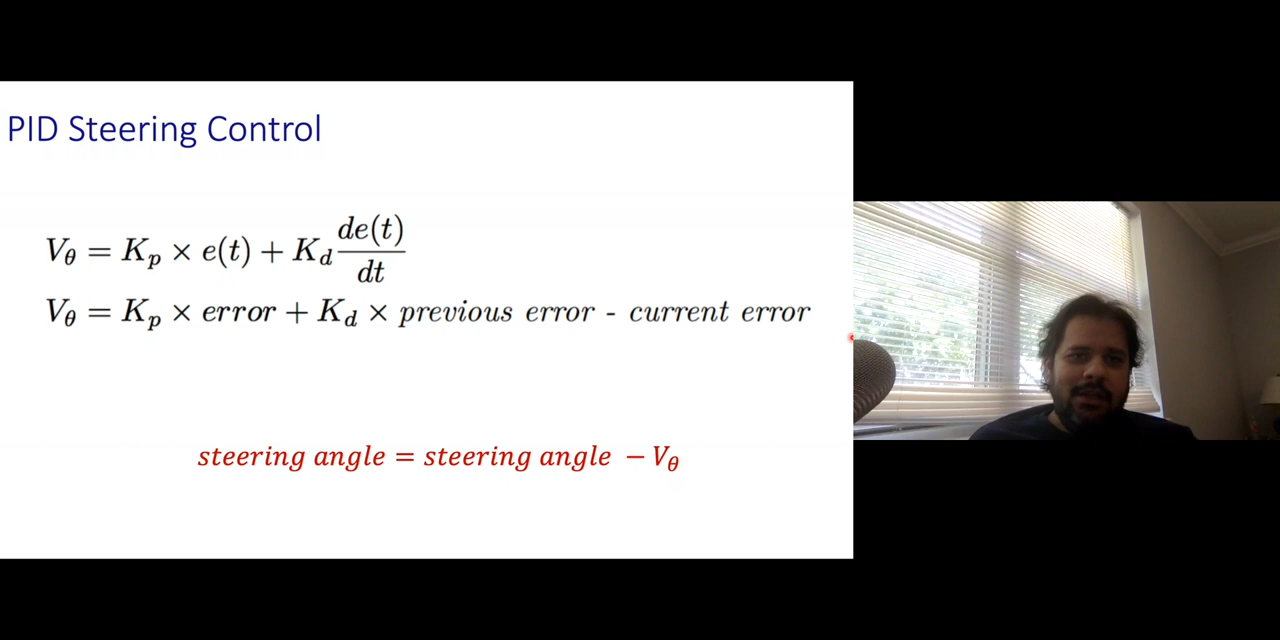 PID Steering Control
V_θ = K_p × e(t) + K_d de(t)/dt
V_θ = K_p × error + K_d × previous error - current error
steering angle = steering angle − V_θ